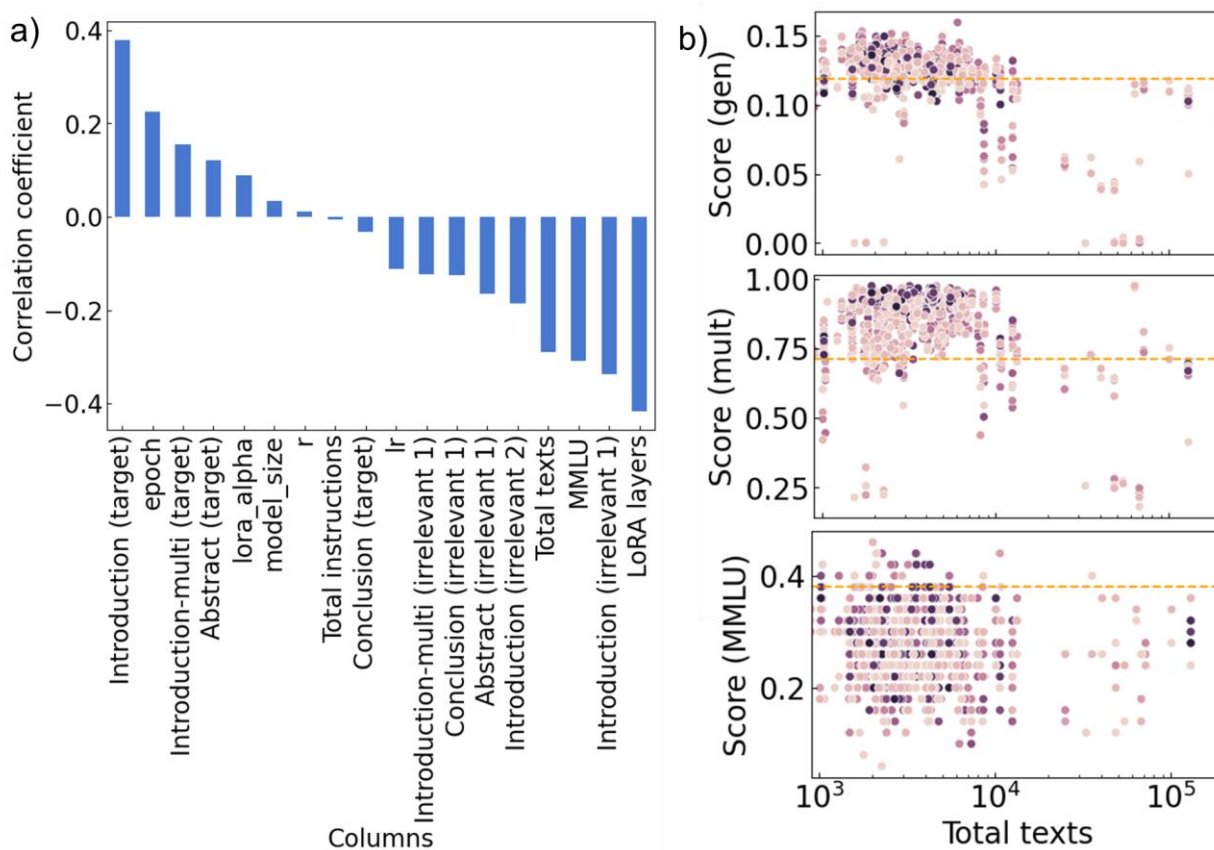 a)
Correlation coefficient
0.4
0.2
0.0
−0.2
−0.4
Introduction (target)
epoch
Introduction-multi (target)
Abstract (target)
lora_alpha
model_size
r
Total instructions
Conclusion (target)
lr
Introduction-multi (irrelevant 1)
Conclusion (irrelevant 1)
Abstract (irrelevant 1)
Introduction (irrelevant 2)
Total texts
MMLU
Introduction (irrelevant 1)
LoRA layers
Columns
b)
Score (gen)
0.15
0.10
0.05
0.00
Score (mult)
1.00
0.75
0.50
0.25
Score (MMLU)
0.4
0.2
10³
10⁴
10⁵
Total texts